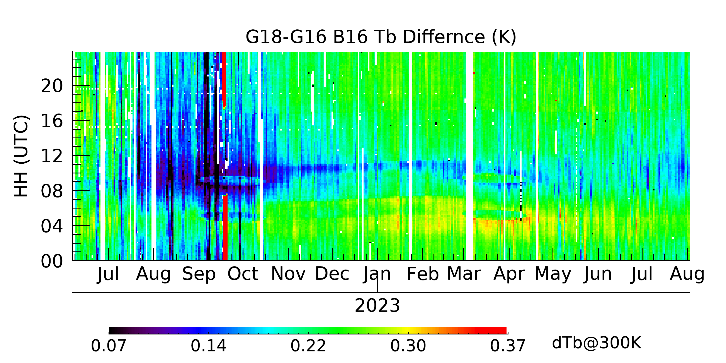 G18-G16 B16 Tb Differnce (K)
20
16
12
08
04
00
HH (UTC)
Jul Aug Sep Oct Nov Dec Jan Feb Mar Apr May Jun Jul Aug
2023
0.07 0.14 0.22 0.30 0.37 dTb@300K